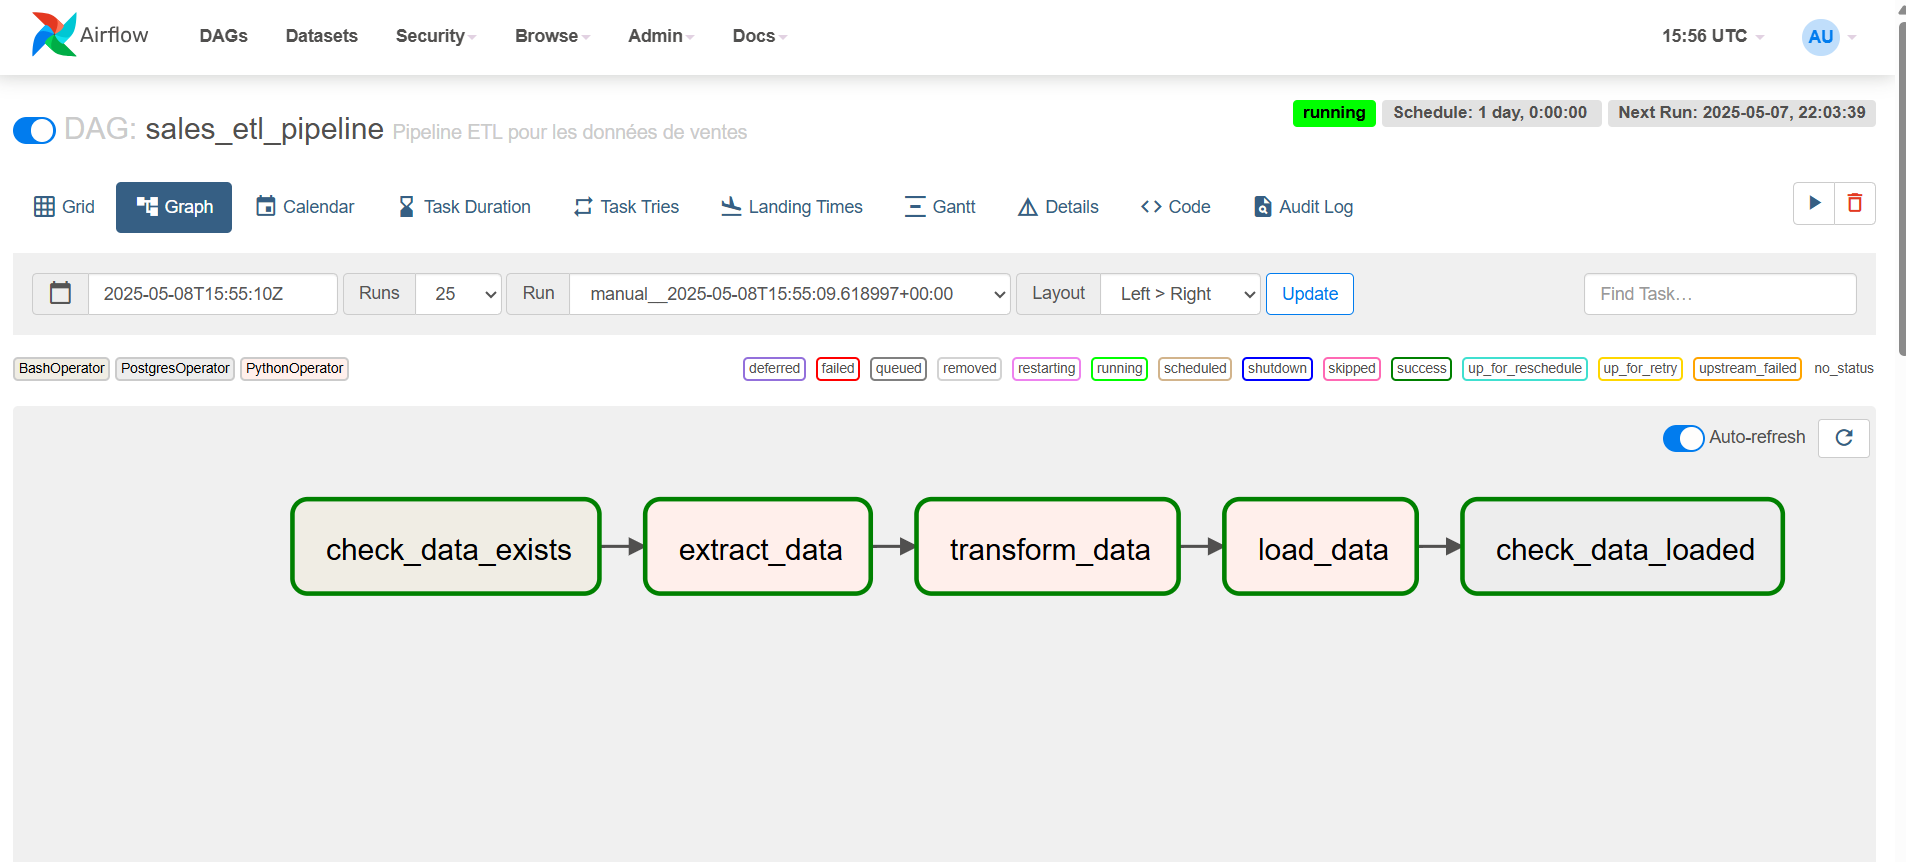 Airflow DAGs Datasets Security Browse Admin Docs 15:56 UTC AU
DAG: sales_etl_pipeline Pipeline ETL pour les données de ventes running Schedule: 1 day, 0:00:00 Next Run: 2025-05-07, 22:03:39
Grid Graph Calendar Task Duration Task Tries Landing Times Gantt Details Code Audit Log
2025-05-08T15:55:10Z Runs 25 Run manual__2025-05-08T15:55:09.618997+00:00 Layout Left > Right Update Find Task…
BashOperator PostgresOperator PythonOperator deferred failed queued removed restarting running scheduled shutdown skipped success up_for_reschedule up_for_retry upstream_failed no_status
Auto-refresh
check_data_exists extract_data transform_data load_data check_data_loaded